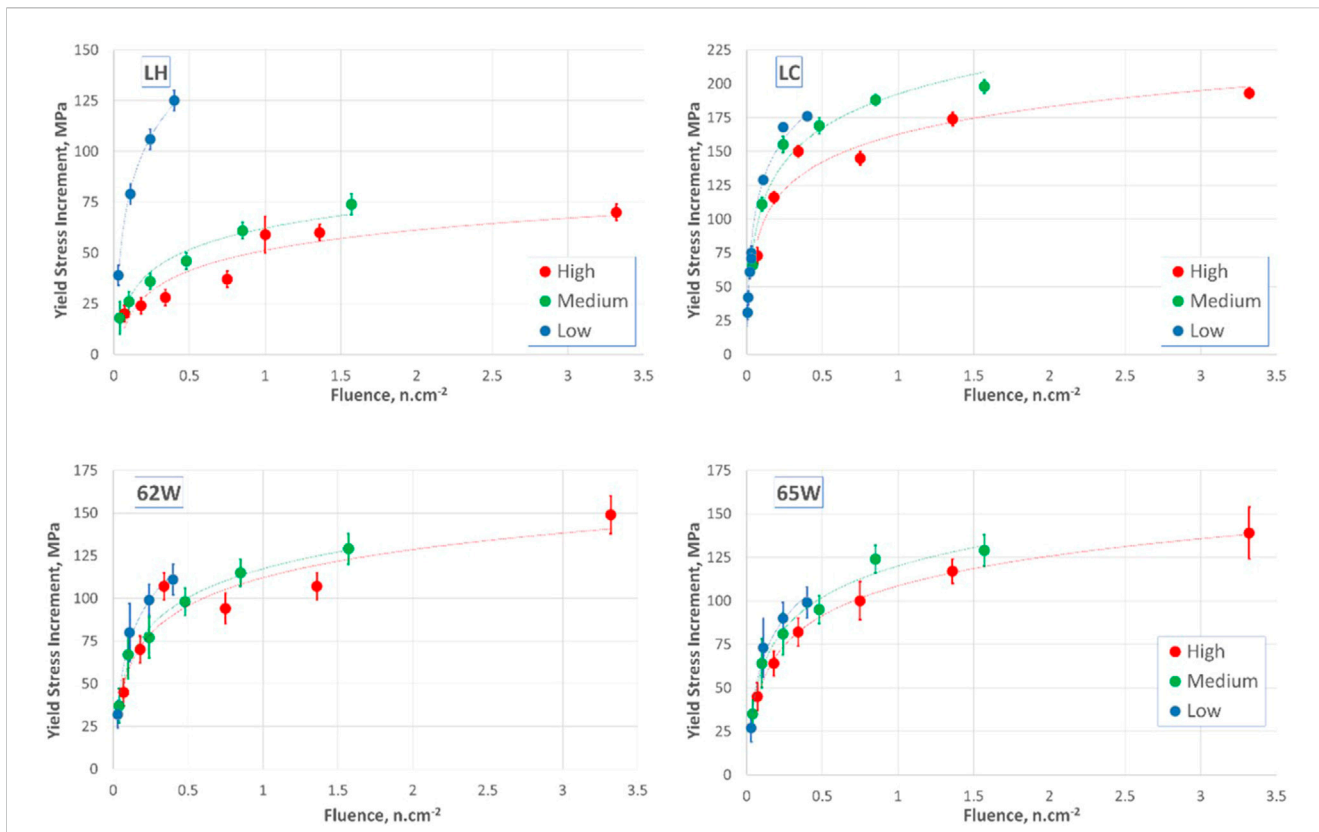 LH
Yield Stress Increment, MPa
150
125
100
75
50
25
0
0 0.5 1 1.5 2 2.5 3 3.5
Fluence, n.cm⁻²
High
Medium
Low
LC
Yield Stress Increment, MPa
225
200
175
150
125
100
75
50
25
0
0 0.5 1 1.5 2 2.5 3 3.5
Fluence, n.cm⁻²
High
Medium
Low
62W
Yield Stress Increment, MPa
175
150
125
100
75
50
25
0
0 0.5 1 1.5 2 2.5 3 3.5
Fluence, n.cm⁻²
65W
Yield Stress Increment, MPa
175
150
125
100
75
50
25
0
0 0.5 1 1.5 2 2.5 3 3.5
Fluence, n.cm⁻²
High
Medium
Low